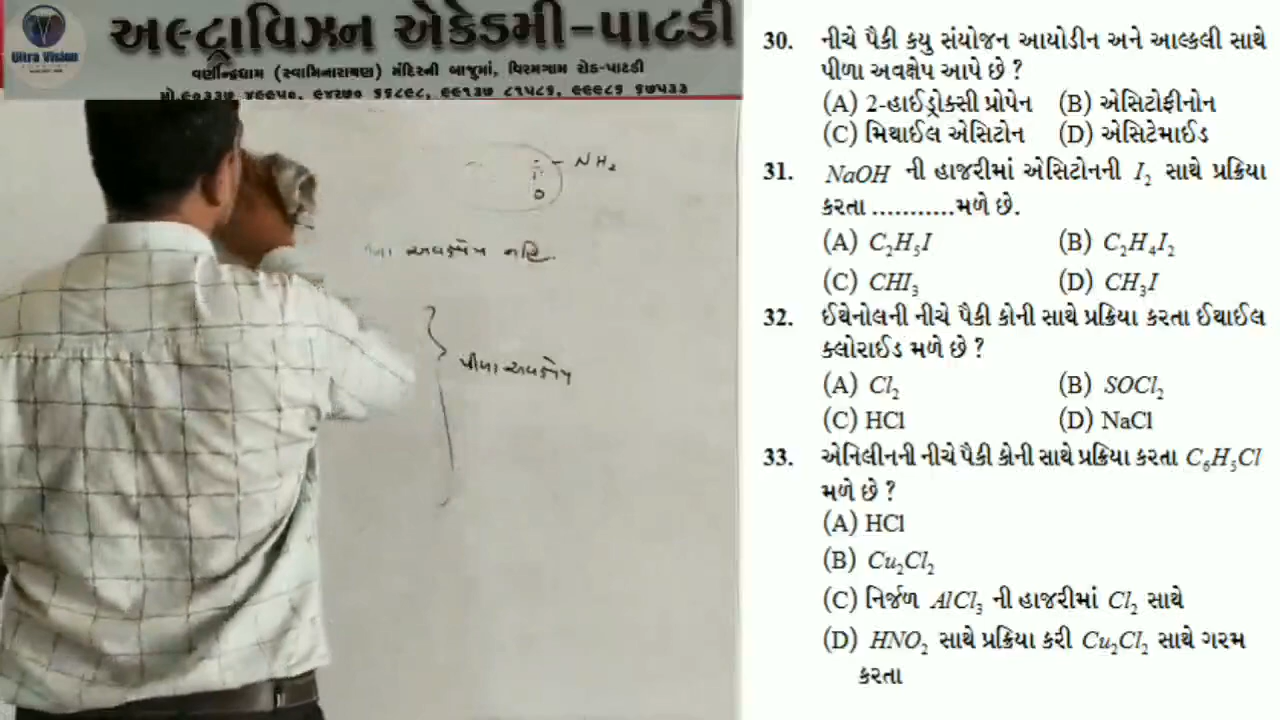 Ultra Vision
અલ્ટ્રાવિઝન એકેડમી-પાટડી
વર્ણીન્દ્રધામ (સ્વામિનારાયણ) મંદિરની બાજુમાં, વિરમગામ રોડ-પાટડી
NH₂
O
અવક્ષેપ નહિ.
પીળા અવક્ષેપ
30. નીચે પૈકી કયુ સંયોજન આયોડીન અને આલ્કલી સાથે
પીળા અવક્ષેપ આપે છે ?
(A) 2-હાઈડ્રોક્સી પ્રોપેન (B) એસિટોફીનોન
(C) મિથાઈલ એસિટોન (D) એસિટેમાઈડ
31. NaOH ની હાજરીમાં એસિટોનની I₂ સાથે પ્રક્રિયા
કરતા ...........મળે છે.
(A) C₂H₅I (B) C₂H₄I₂
(C) CHI₃ (D) CH₃I
32. ઈથેનોલની નીચે પૈકી કોની સાથે પ્રક્રિયા કરતા ઈથાઈલ
ક્લોરાઈડ મળે છે ?
(A) Cl₂ (B) SOCl₂
(C) HCl (D) NaCl
33. એનિલીનની નીચે પૈકી કોની સાથે પ્રક્રિયા કરતા C₆H₅Cl
મળે છે ?
(A) HCl
(B) Cu₂Cl₂
(C) નિર્જળ AlCl₃ ની હાજરીમાં Cl₂ સાથે
(D) HNO₂ સાથે પ્રક્રિયા કરી Cu₂Cl₂ સાથે ગરમ
કરતા